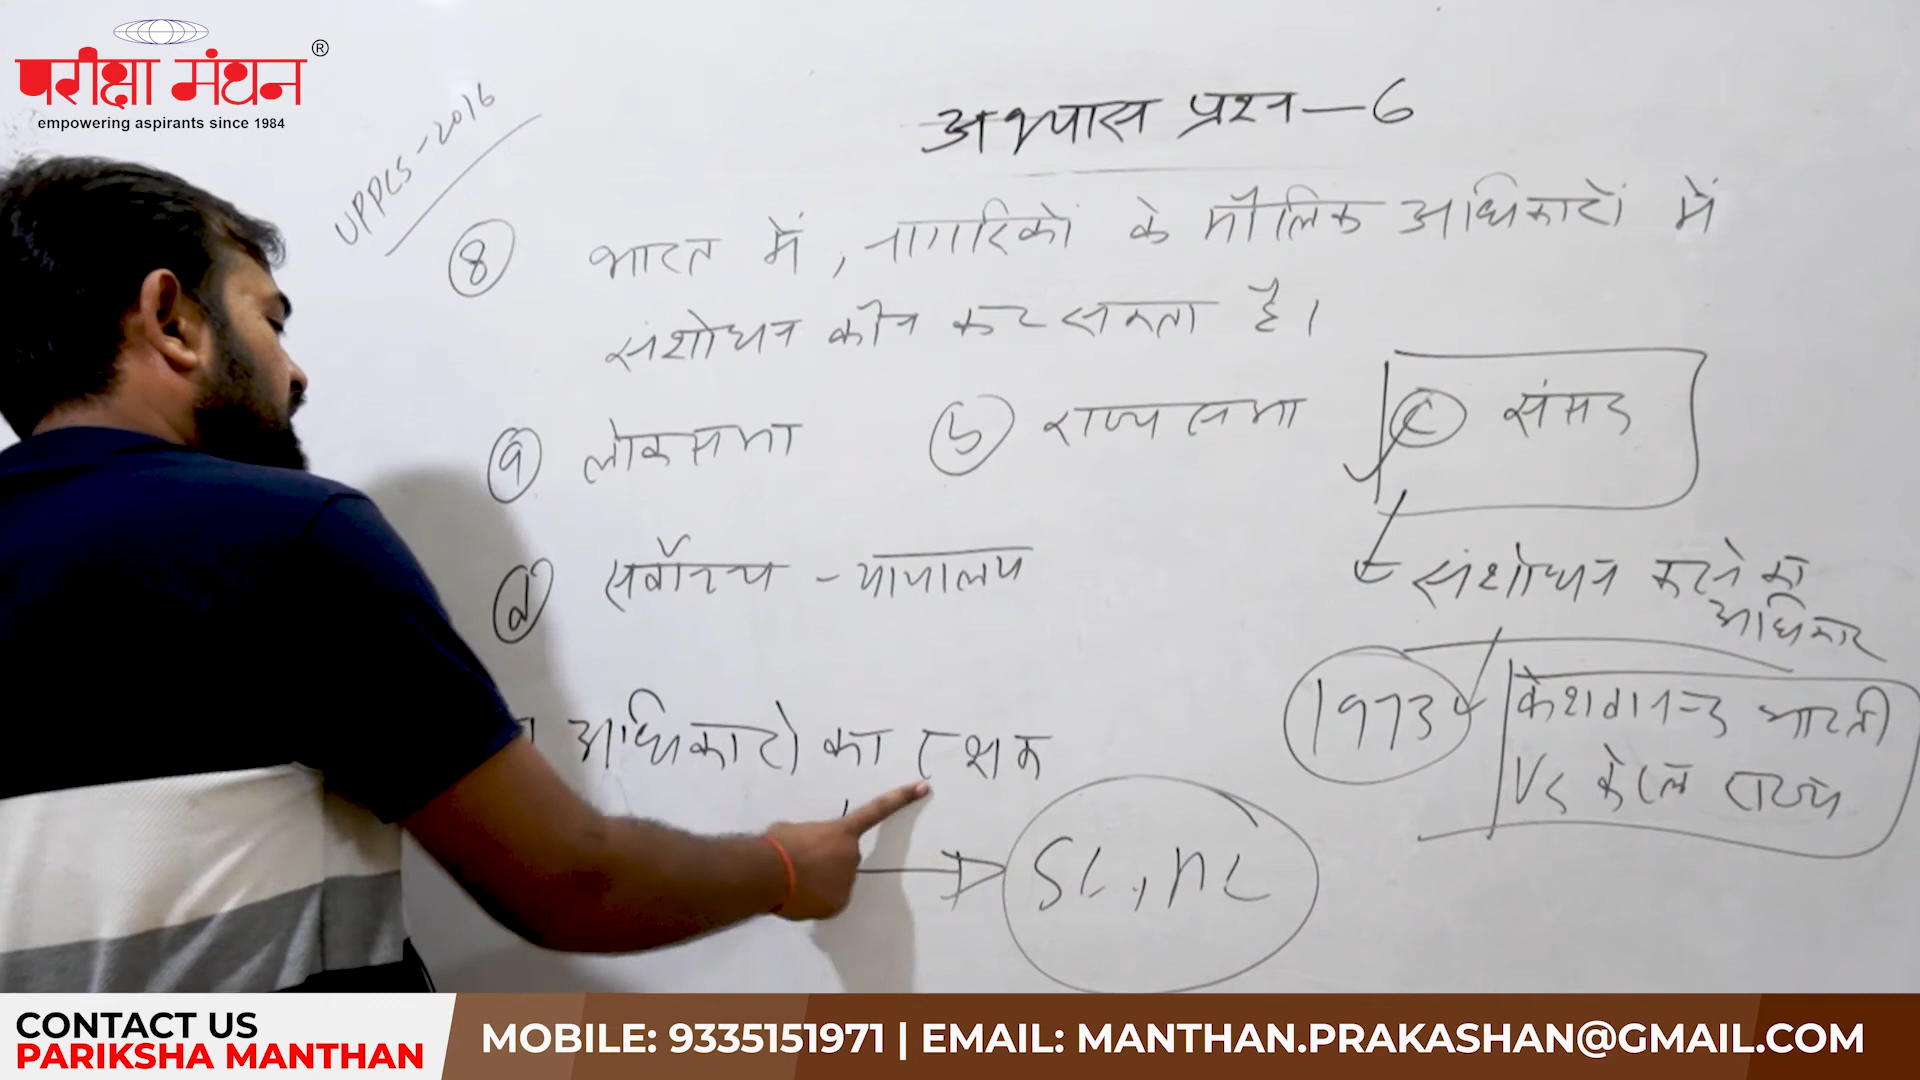 परीक्षा मंथन ®
empowering aspirants since 1984
UPPCS-2016
अभ्यास प्रश्न-6
8 भारत में, नागरिकों के मौलिक अधिकारों में
संशोधन कौन कर सकता है।
a लोकसभा b राज्यसभा c संसद
d सर्वोच्च न्यायालय
संशोधन करने का
अधिकार
1973 केशवानन्द भारती
Vs केरल राज्य
अधिकारों का रक्षक
SC, HC
CONTACT US
PARIKSHA MANTHAN
MOBILE: 9335151971 | EMAIL: MANTHAN.PRAKASHAN@GMAIL.COM